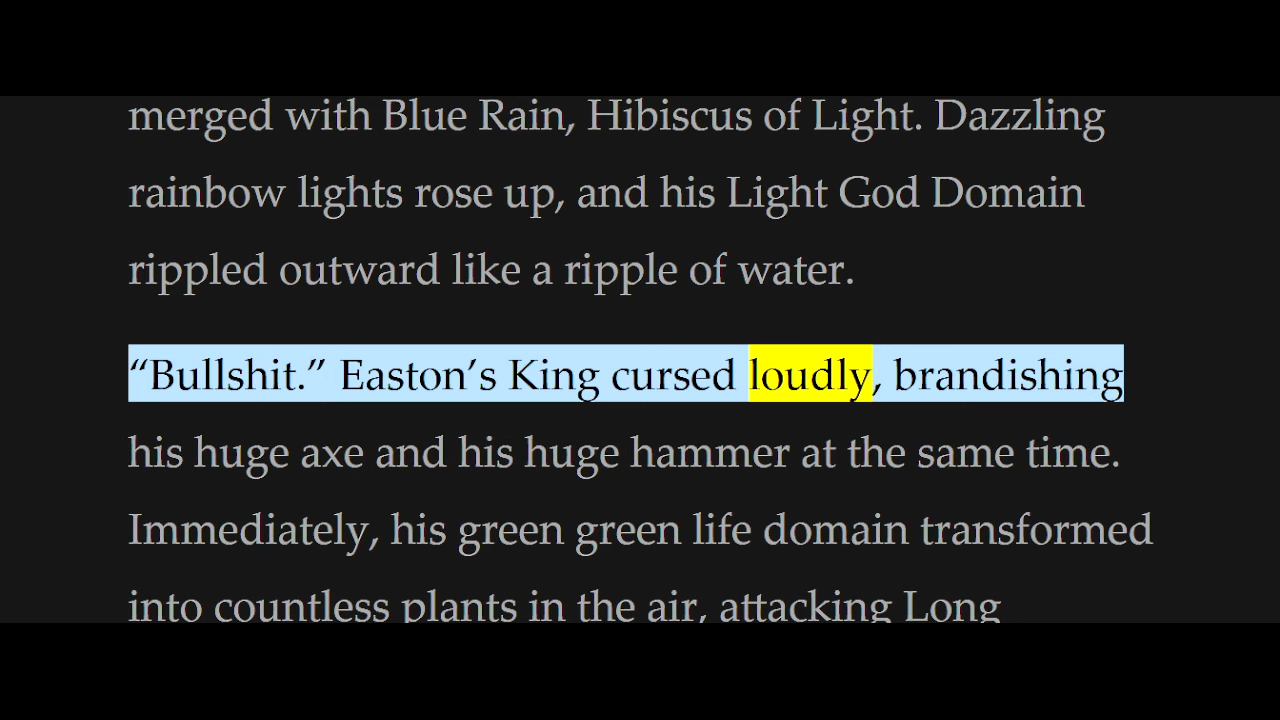 merged with Blue Rain, Hibiscus of Light. Dazzling
rainbow lights rose up, and his Light God Domain
rippled outward like a ripple of water.
“Bullshit.” Easton’s King cursed loudly, brandishing
his huge axe and his huge hammer at the same time.
Immediately, his green green life domain transformed
into countless plants in the air, attacking Long